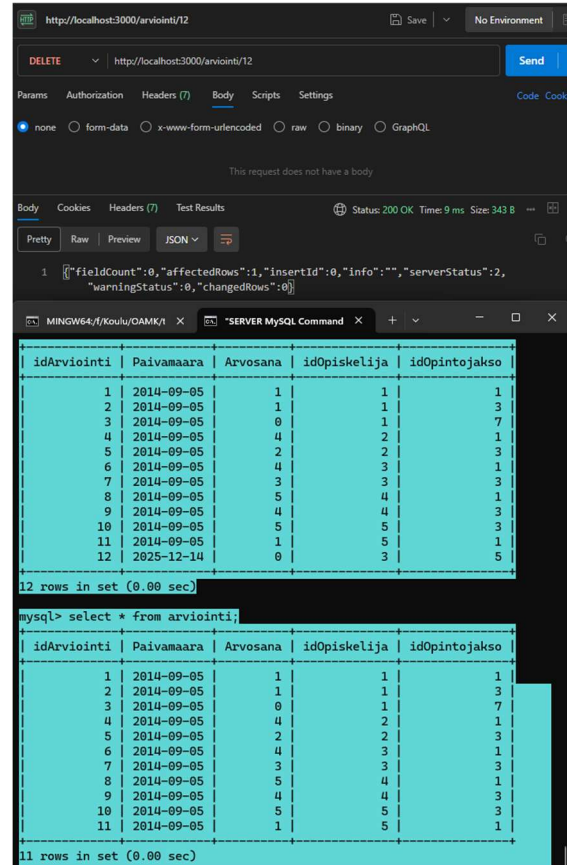 HTTP http://localhost:3000/arviointi/12 Save No Environment
DELETE http://localhost:3000/arviointi/12 Send
Params Authorization Headers (7) Body Scripts Settings Code Cook
none form-data x-www-form-urlencoded raw binary GraphQL
This request does not have a body
Body Cookies Headers (7) Test Results Status: 200 OK Time: 9 ms Size: 343 B
Pretty Raw Preview JSON
1 {"fieldCount":0,"affectedRows":1,"insertId":0,"info":"","serverStatus":2,
"warningStatus":0,"changedRows":0}
MINGW64:/f/Koulu/OAMK/t × "SERVER MySQL Command × + − □ ×
+------------+------------+----------+--------------+---------------+
| idArviointi | Paivamaara | Arvosana | idOpiskelija | idOpintojakso |
+------------+------------+----------+--------------+---------------+
| 1 | 2014-09-05 | 1 | 1 | 1 |
| 2 | 2014-09-05 | 1 | 1 | 3 |
| 3 | 2014-09-05 | 0 | 1 | 7 |
| 4 | 2014-09-05 | 4 | 2 | 1 |
| 5 | 2014-09-05 | 2 | 2 | 3 |
| 6 | 2014-09-05 | 4 | 3 | 1 |
| 7 | 2014-09-05 | 3 | 3 | 3 |
| 8 | 2014-09-05 | 5 | 4 | 1 |
| 9 | 2014-09-05 | 4 | 4 | 3 |
| 10 | 2014-09-05 | 5 | 5 | 3 |
| 11 | 2014-09-05 | 1 | 5 | 1 |
| 12 | 2025-12-14 | 0 | 3 | 5 |
+------------+------------+----------+--------------+---------------+
12 rows in set (0.00 sec)
mysql> select * from arviointi;
+------------+------------+----------+--------------+---------------+
| idArviointi | Paivamaara | Arvosana | idOpiskelija | idOpintojakso |
+------------+------------+----------+--------------+---------------+
| 1 | 2014-09-05 | 1 | 1 | 1 |
| 2 | 2014-09-05 | 1 | 1 | 3 |
| 3 | 2014-09-05 | 0 | 1 | 7 |
| 4 | 2014-09-05 | 4 | 2 | 1 |
| 5 | 2014-09-05 | 2 | 2 | 3 |
| 6 | 2014-09-05 | 4 | 3 | 1 |
| 7 | 2014-09-05 | 3 | 3 | 3 |
| 8 | 2014-09-05 | 5 | 4 | 1 |
| 9 | 2014-09-05 | 4 | 4 | 3 |
| 10 | 2014-09-05 | 5 | 5 | 3 |
| 11 | 2014-09-05 | 1 | 5 | 1 |
+------------+------------+----------+--------------+---------------+
11 rows in set (0.00 sec)